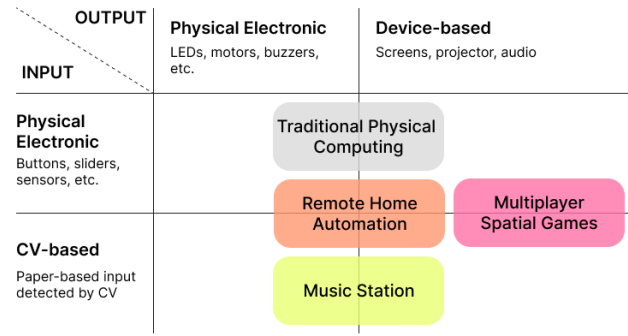 OUTPUT
INPUT
Physical Electronic
LEDs, motors, buzzers,
etc.
Device-based
Screens, projector, audio
Physical
Electronic
Buttons, sliders,
sensors, etc.
Traditional Physical
Computing
Remote Home
Automation
Multiplayer
Spatial Games
CV-based
Paper-based input
detected by CV
Music Station